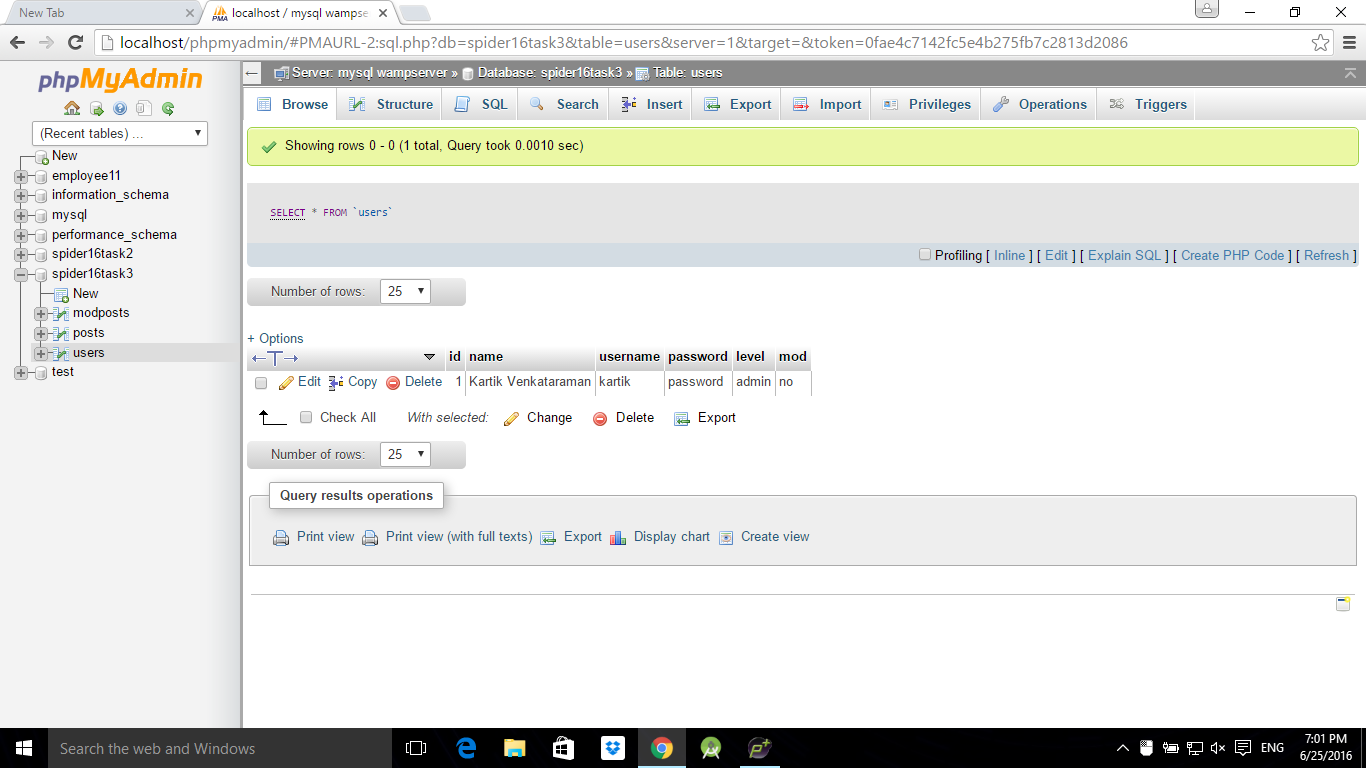 New Tab
localhost / mysql wampse
localhost/phpmyadmin/#PMAURL-2:sql.php?db=spider16task3&table=users&server=1&target=&token=0fae4c7142fc5e4b275fb7c2813d2086
phpMyAdmin
(Recent tables) ...
New
employee11
information_schema
mysql
performance_schema
spider16task2
spider16task3
New
modposts
posts
users
test
Server: mysql wampserver » Database: spider16task3 » Table: users
Browse Structure SQL Search Insert Export Import Privileges Operations Triggers
Showing rows 0 - 0 (1 total, Query took 0.0010 sec)
SELECT * FROM `users`
Profiling [ Inline ] [ Edit ] [ Explain SQL ] [ Create PHP Code ] [ Refresh ]
Number of rows: 25
+ Options
id name username password level mod
Edit Copy Delete 1 Kartik Venkataraman kartik password admin no
Check All With selected: Change Delete Export
Number of rows: 25
Query results operations
Print view Print view (with full texts) Export Display chart Create view
Search the web and Windows
ENG
7:01 PM
6/25/2016